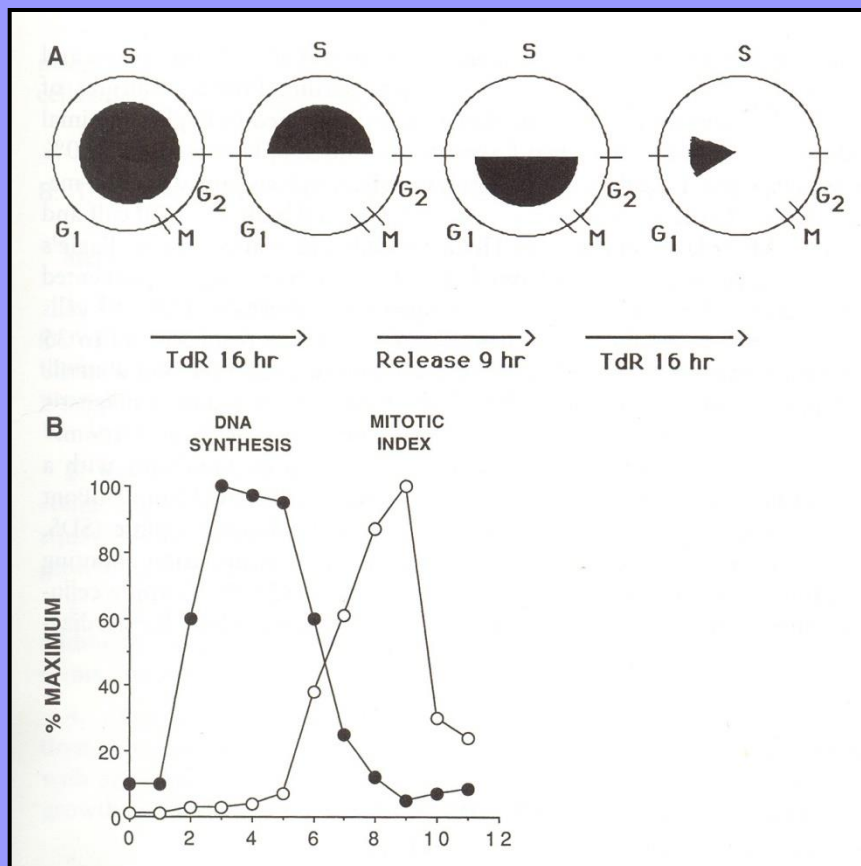 A
S S S S
G1 M G2 G1 M G2 G1 M G2 G1 M G2
TdR 16 hr Release 9 hr TdR 16 hr
B
DNA
SYNTHESIS
MITOTIC
INDEX
% MAXIMUM
100
80
60
40
20
0
0 2 4 6 8 10 12